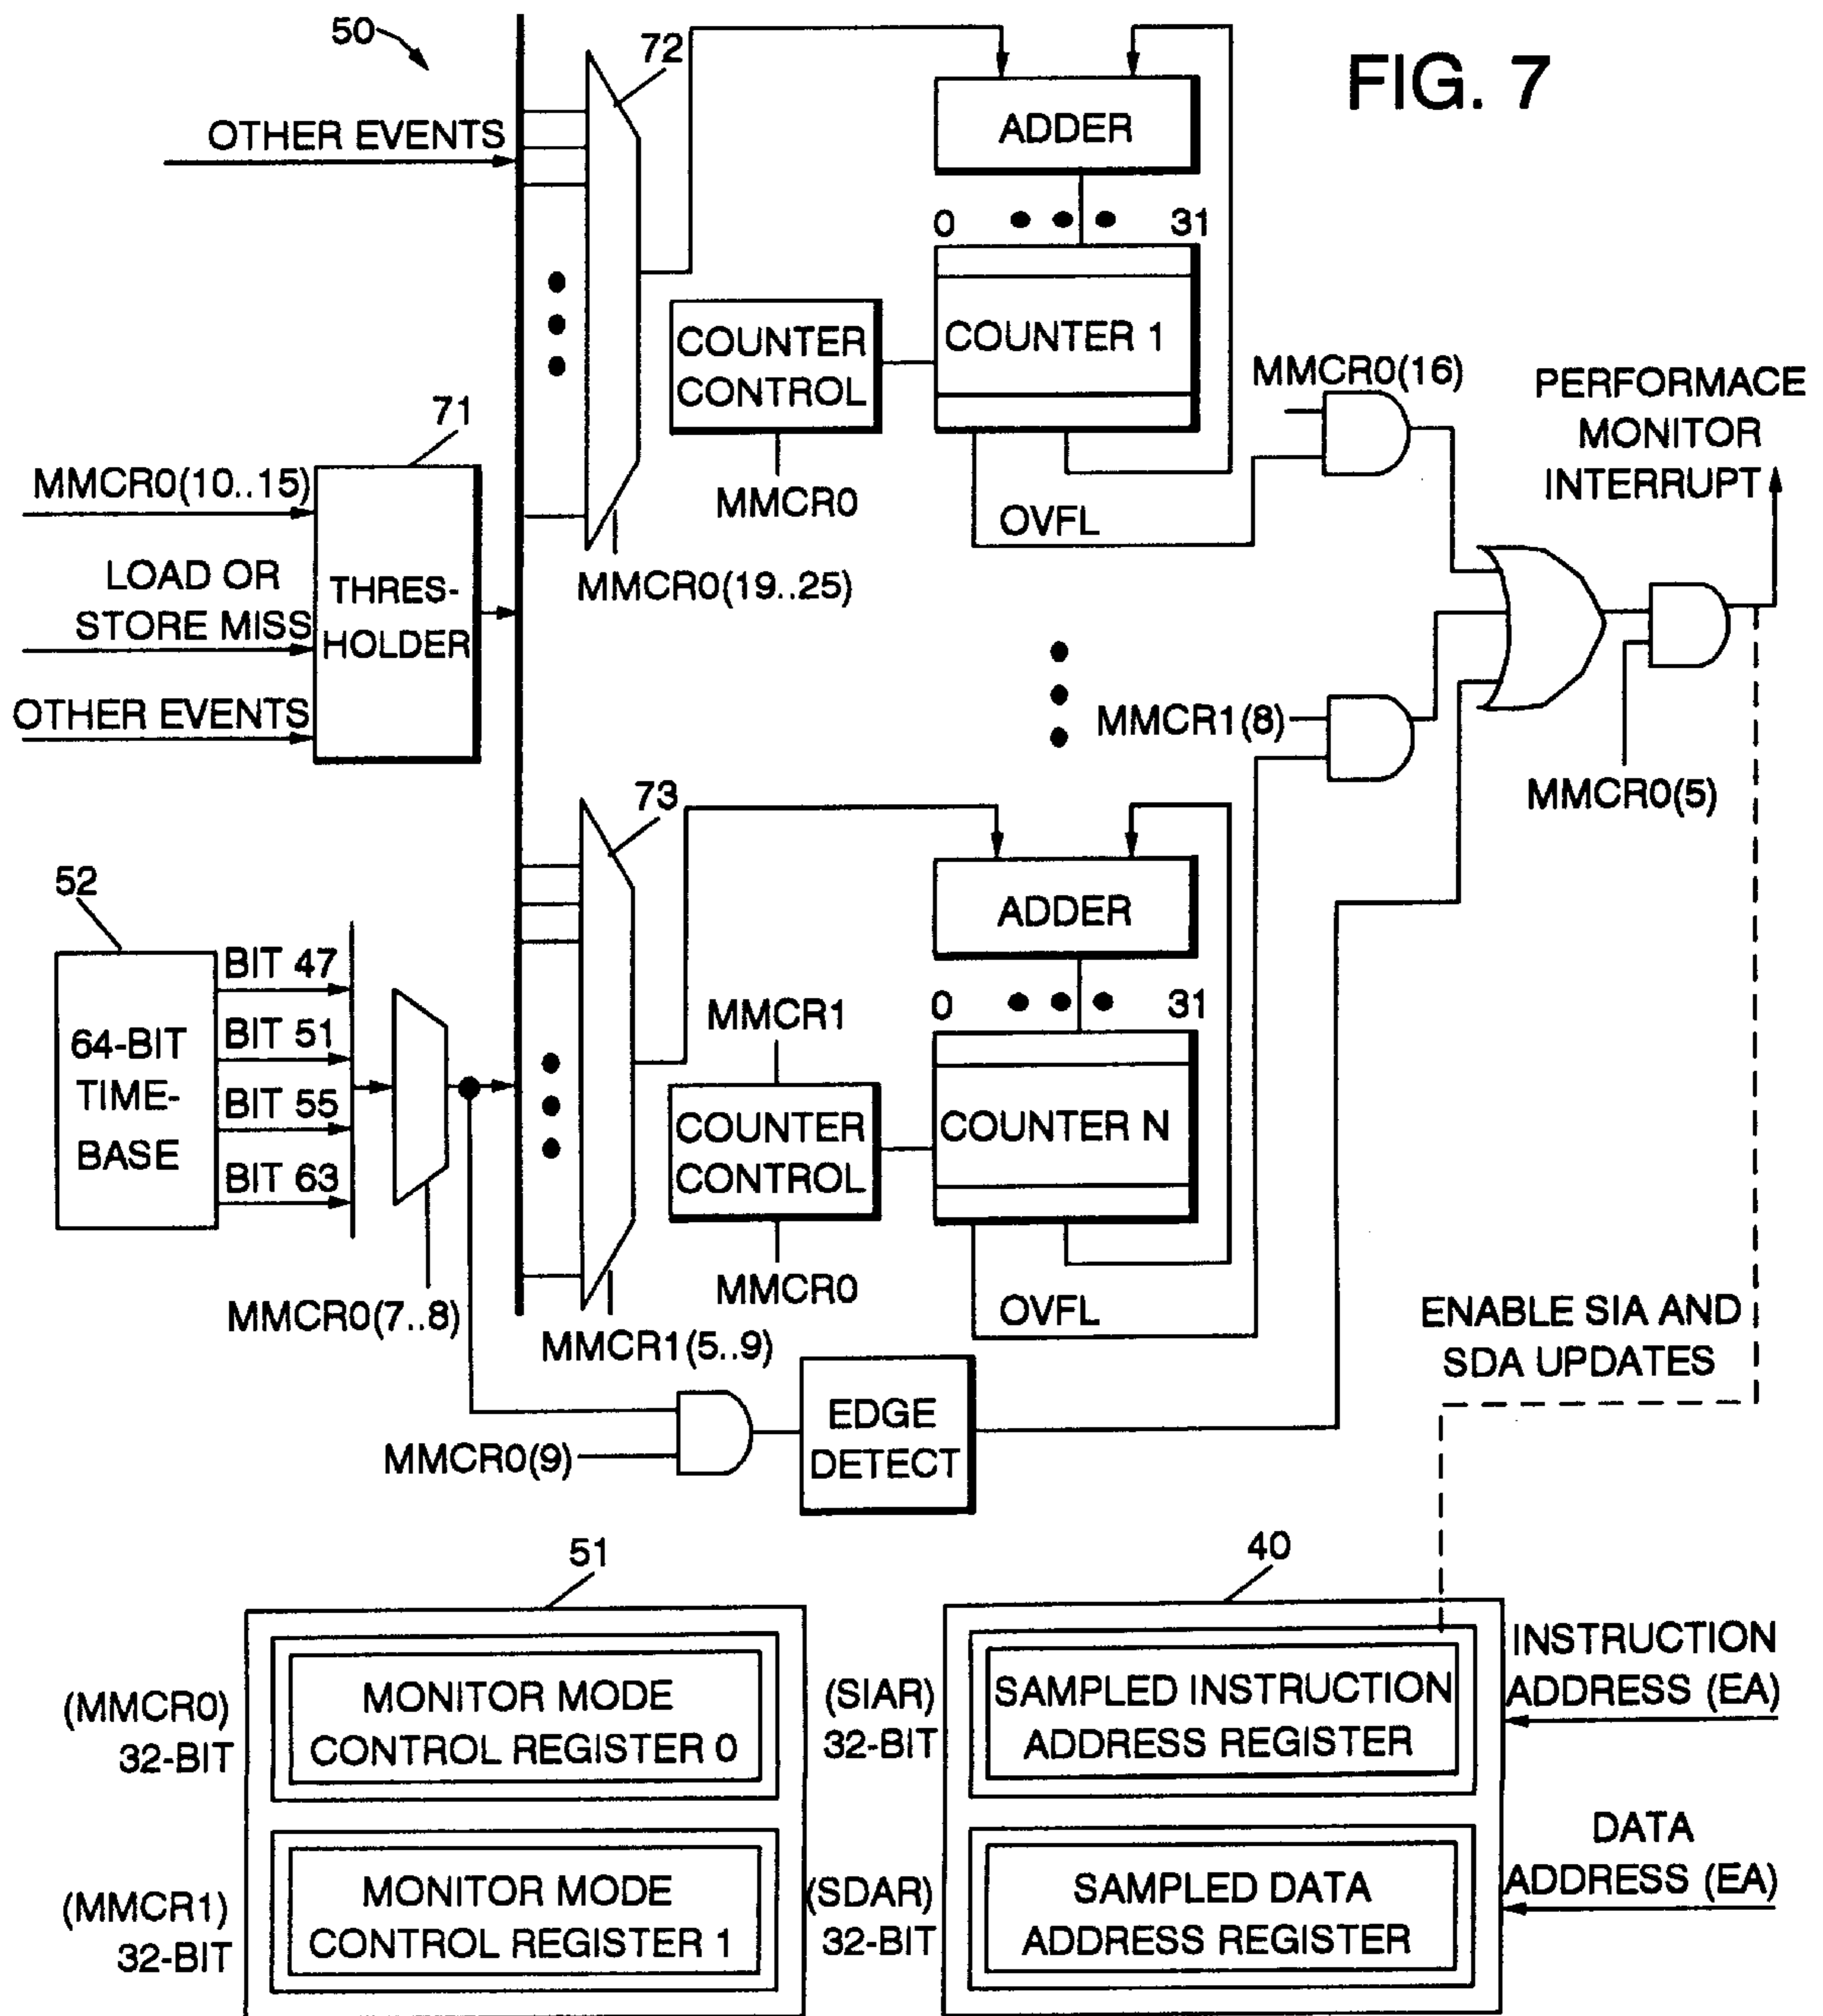 FIG. 7
50
72
OTHER EVENTS
ADDER
0
31
COUNTER 1
COUNTER
CONTROL
MMCR0
OVFL
MMCR0(16)
PERFORMACE
MONITOR
INTERRUPT
71
MMCR0(10..15)
LOAD OR
STORE MISS
OTHER EVENTS
THRES-
HOLDER
MMCR0(19..25)
MMCR1(8)
MMCR0(5)
73
ADDER
0
31
COUNTER N
MMCR1
COUNTER
CONTROL
MMCR0
OVFL
52
64-BIT
TIME-
BASE
BIT 47
BIT 51
BIT 55
BIT 63
MMCR0(7..8)
MMCR1(5..9)
ENABLE SIA AND
SDA UPDATES
MMCR0(9)
EDGE
DETECT
51
(MMCR0)
32-BIT
MONITOR MODE
CONTROL REGISTER 0
(MMCR1)
32-BIT
MONITOR MODE
CONTROL REGISTER 1
40
(SIAR)
32-BIT
SAMPLED INSTRUCTION
ADDRESS REGISTER
INSTRUCTION
ADDRESS (EA)
(SDAR)
32-BIT
SAMPLED DATA
ADDRESS REGISTER
DATA
ADDRESS (EA)